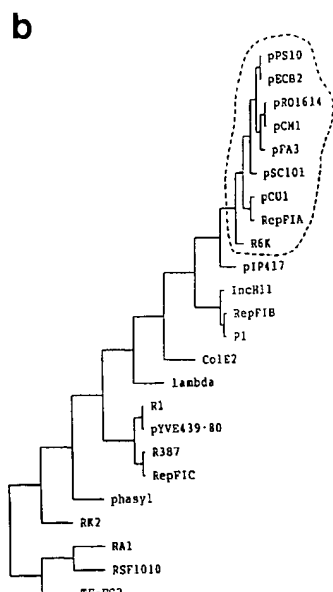 b
pPS10
pECB2
pRO1614
pCM1
pFA3
pSC101
pCU1
RepFIA
R6K
pIP417
IncHI1
RepFIB
P1
ColE2
lambda
R1
pYVE439-80
R387
RepFIC
phasyl
RK2
RA1
RSF1010